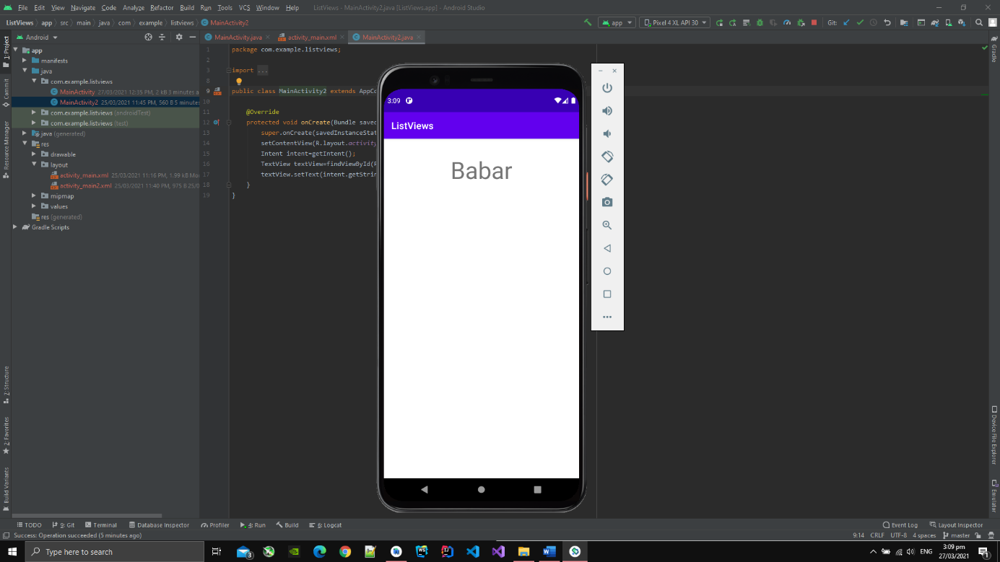 File Edit View Navigate Code Analyze Refactor Build Run Tools VCS Window Help ListViews - MainActivity2.java [ListViews.app] - Android Studio
ListViews app src main java com example listviews MainActivity2 app Pixel 4 XL API 30 Git:
Android MainActivity.java activity_main.xml MainActivity2.java
1: Project
Commit
Resource Manager
Z: Structure
2: Favorites
Build Variants
app
manifests
java
com.example.listviews
MainActivity 27/03/2021 12:35 PM, 2 kB 3 minutes a
MainActivity2 25/03/2021 11:45 PM, 560 B 5 minutes
com.example.listviews (androidTest)
com.example.listviews (test)
java (generated)
res
drawable
layout
activity_main.xml 25/03/2021 11:16 PM, 1.99 kB Mo
activity_main2.xml 25/03/2021 11:40 PM, 975 B 25/0
mipmap
values
res (generated)
Gradle Scripts
1 package com.example.listviews;
2
3 import ...
8
9 public class MainActivity2 extends AppCo
10
11 @Override
12 protected void onCreate(Bundle saved
13 super.onCreate(savedInstanceStat
14 setContentView(R.layout.activity
15 Intent intent=getIntent();
16 TextView textView=findViewById(R
17 textView.setText(intent.getStrin
18 }
19 }
3:09
ListViews
Babar
Gradle
Device File Explorer
Emulator
TODO 9: Git Terminal Database Inspector Profiler 4: Run Build 6: Logcat Event Log Layout Inspector
Success: Operation succeeded (5 minutes ago) 9:14 CRLF UTF-8 4 spaces master
Type here to search 3 ENG 3:09 pm
27/03/2021 1